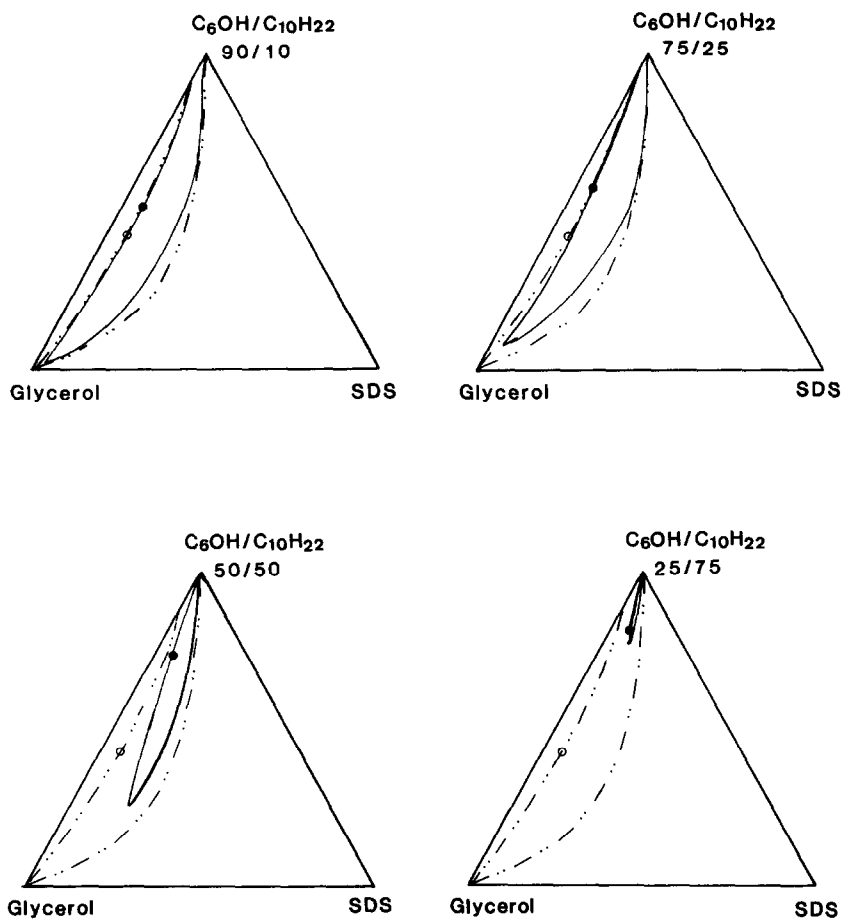 C₆OH/C₁₀H₂₂
90/10
Glycerol SDS
C₆OH/C₁₀H₂₂
75/25
Glycerol SDS
C₆OH/C₁₀H₂₂
50/50
Glycerol SDS
C₆OH/C₁₀H₂₂
25/75
Glycerol SDS